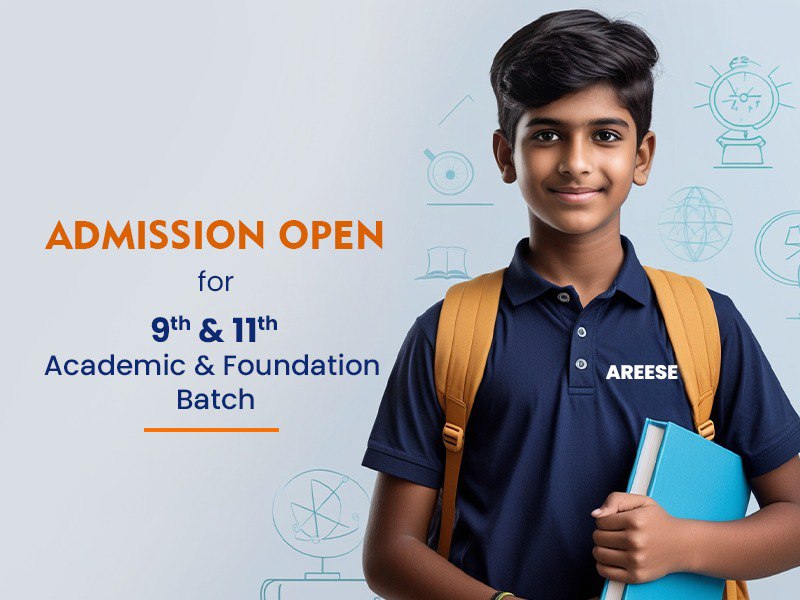 ADMISSION OPEN
for
9th & 11th
Academic & Foundation
Batch
AREESE